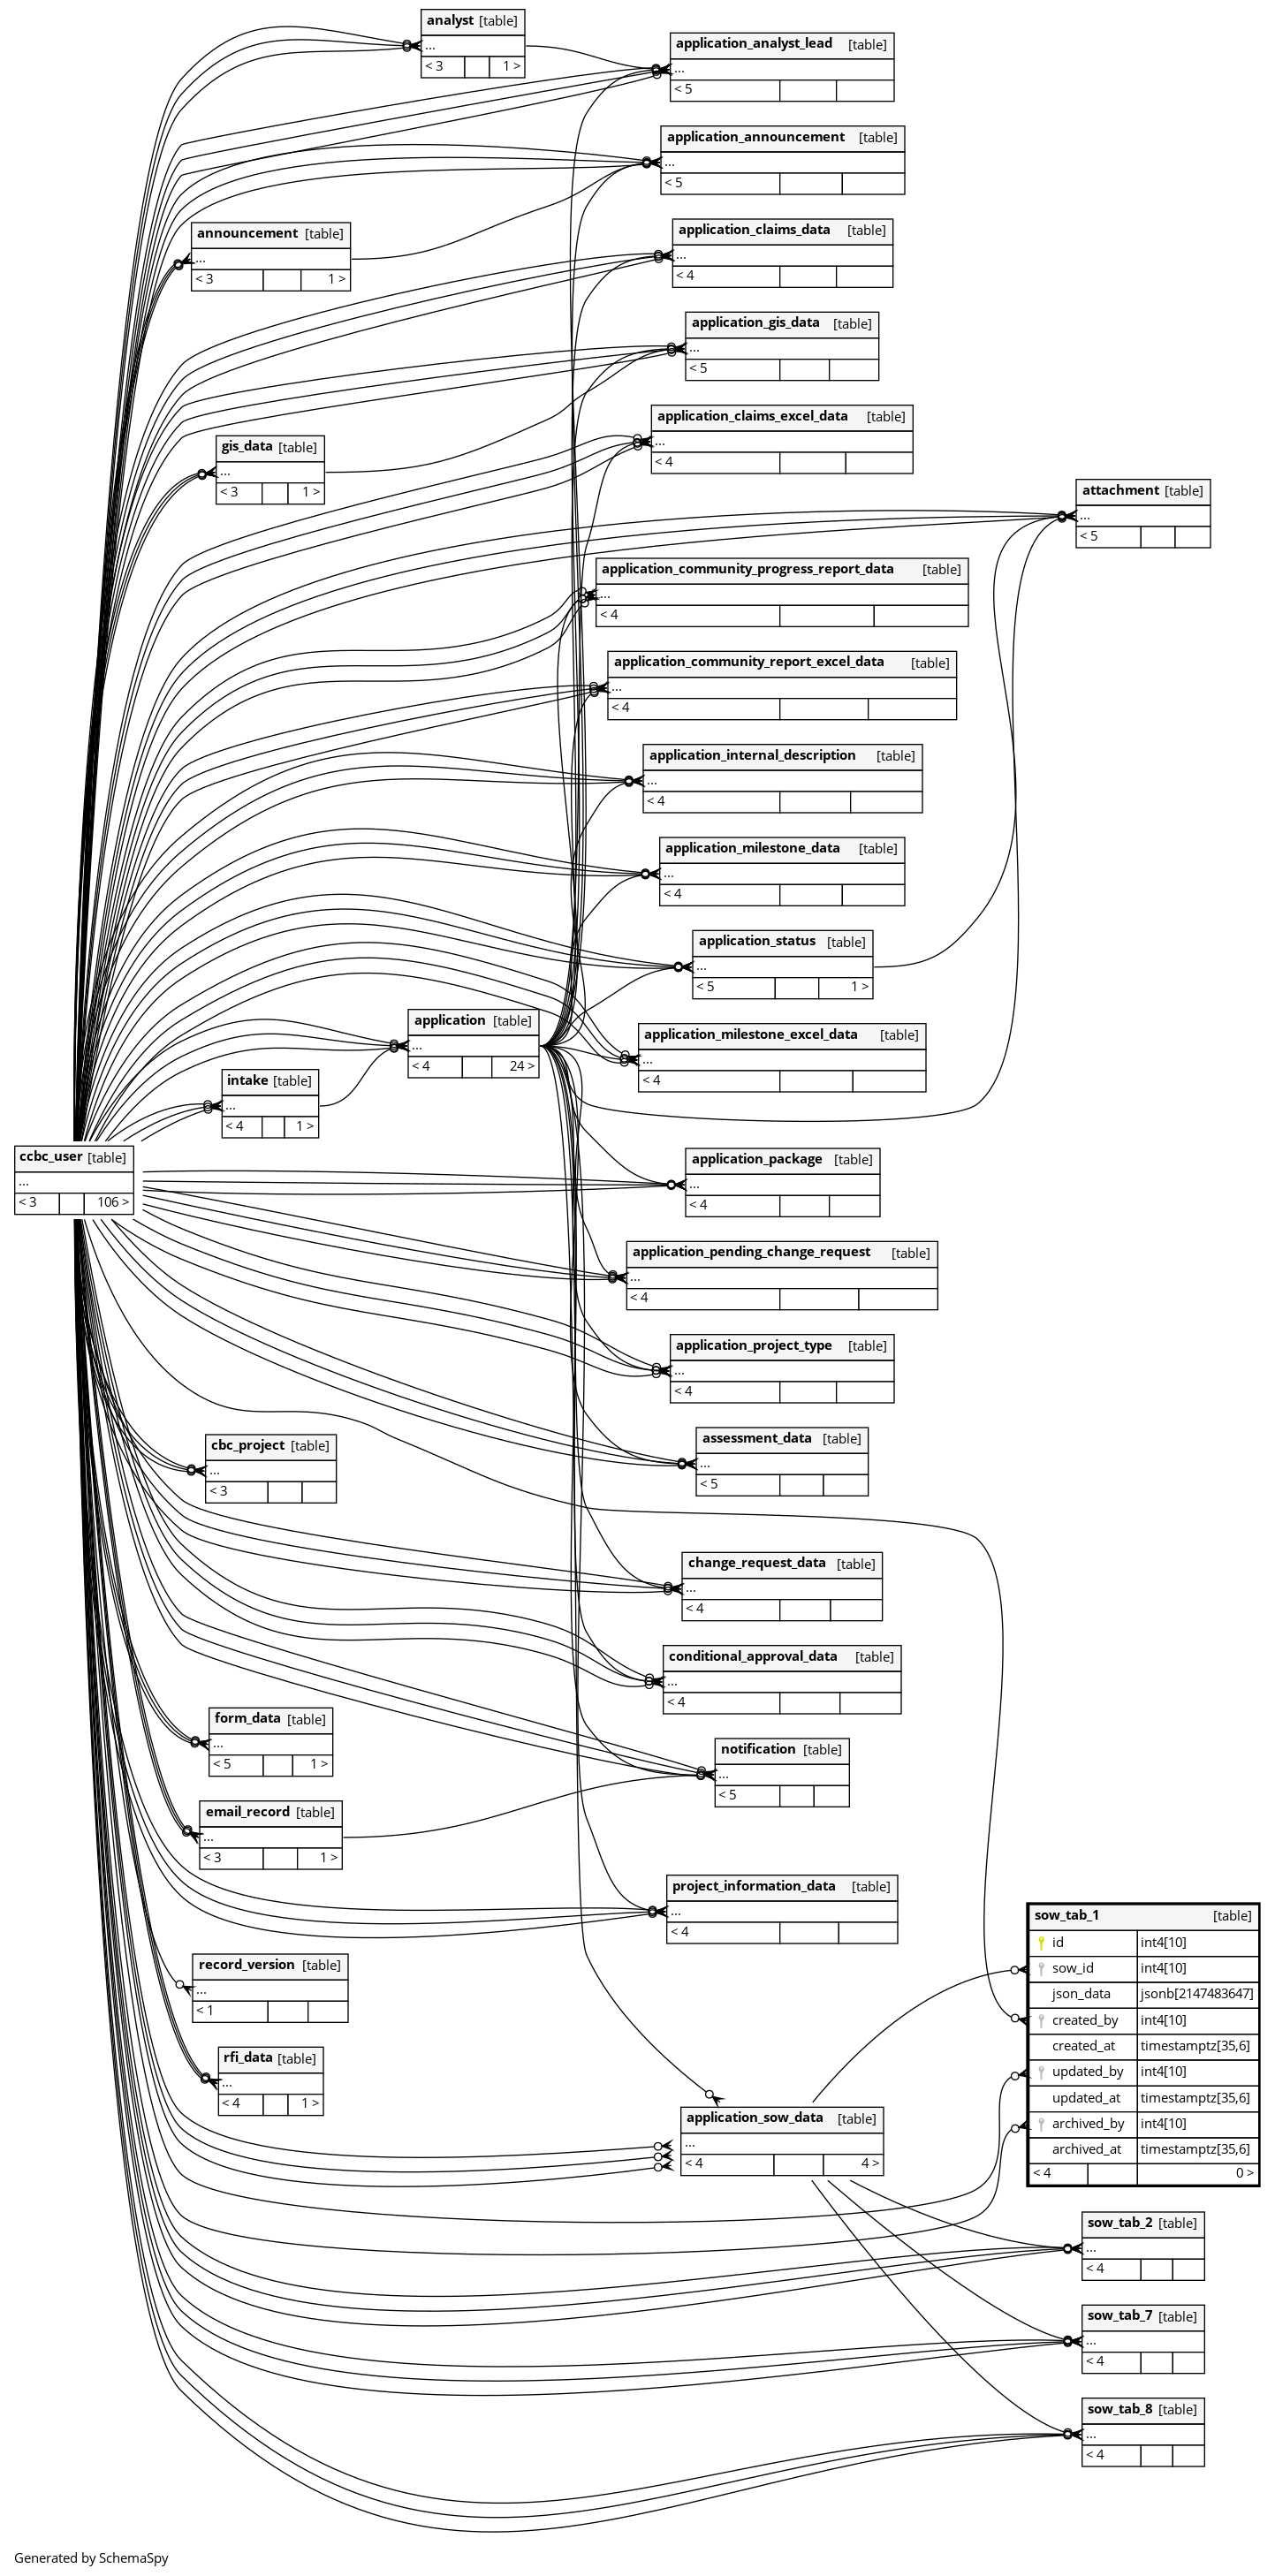 analyst [table]
...
< 3 1 >
application_analyst_lead [table]
...
< 5
application_announcement [table]
...
< 5
application_claims_data [table]
...
< 4
announcement [table]
...
< 3 1 >
application_gis_data [table]
...
< 5
application_claims_excel_data [table]
...
< 4
gis_data [table]
...
< 3 1 >
attachment [table]
...
< 5
application_community_progress_report_data [table]
...
< 4
application_community_report_excel_data [table]
...
< 4
application_internal_description [table]
...
< 4
application_milestone_data [table]
...
< 4
application_status [table]
...
< 5 1 >
application [table]
...
< 4 24 >
application_milestone_excel_data [table]
...
< 4
intake [table]
...
< 4 1 >
ccbc_user [table]
...
< 3 106 >
application_package [table]
...
< 4
application_pending_change_request [table]
...
< 4
application_project_type [table]
...
< 4
cbc_project [table]
...
< 3
assessment_data [table]
...
< 5
change_request_data [table]
...
< 4
conditional_approval_data [table]
...
< 4
form_data [table]
...
< 5 1 >
notification [table]
...
< 5
email_record [table]
...
< 3 1 >
project_information_data [table]
...
< 4
sow_tab_1 [table]
id int4[10]
sow_id int4[10]
json_data jsonb[2147483647]
created_by int4[10]
created_at timestamptz[35,6]
updated_by int4[10]
updated_at timestamptz[35,6]
archived_by int4[10]
archived_at timestamptz[35,6]
< 4 0 >
record_version [table]
...
< 1
rfi_data [table]
...
< 4 1 >
application_sow_data [table]
...
< 4 4 >
sow_tab_2 [table]
...
< 4
sow_tab_7 [table]
...
< 4
sow_tab_8 [table]
...
< 4
Generated by SchemaSpy